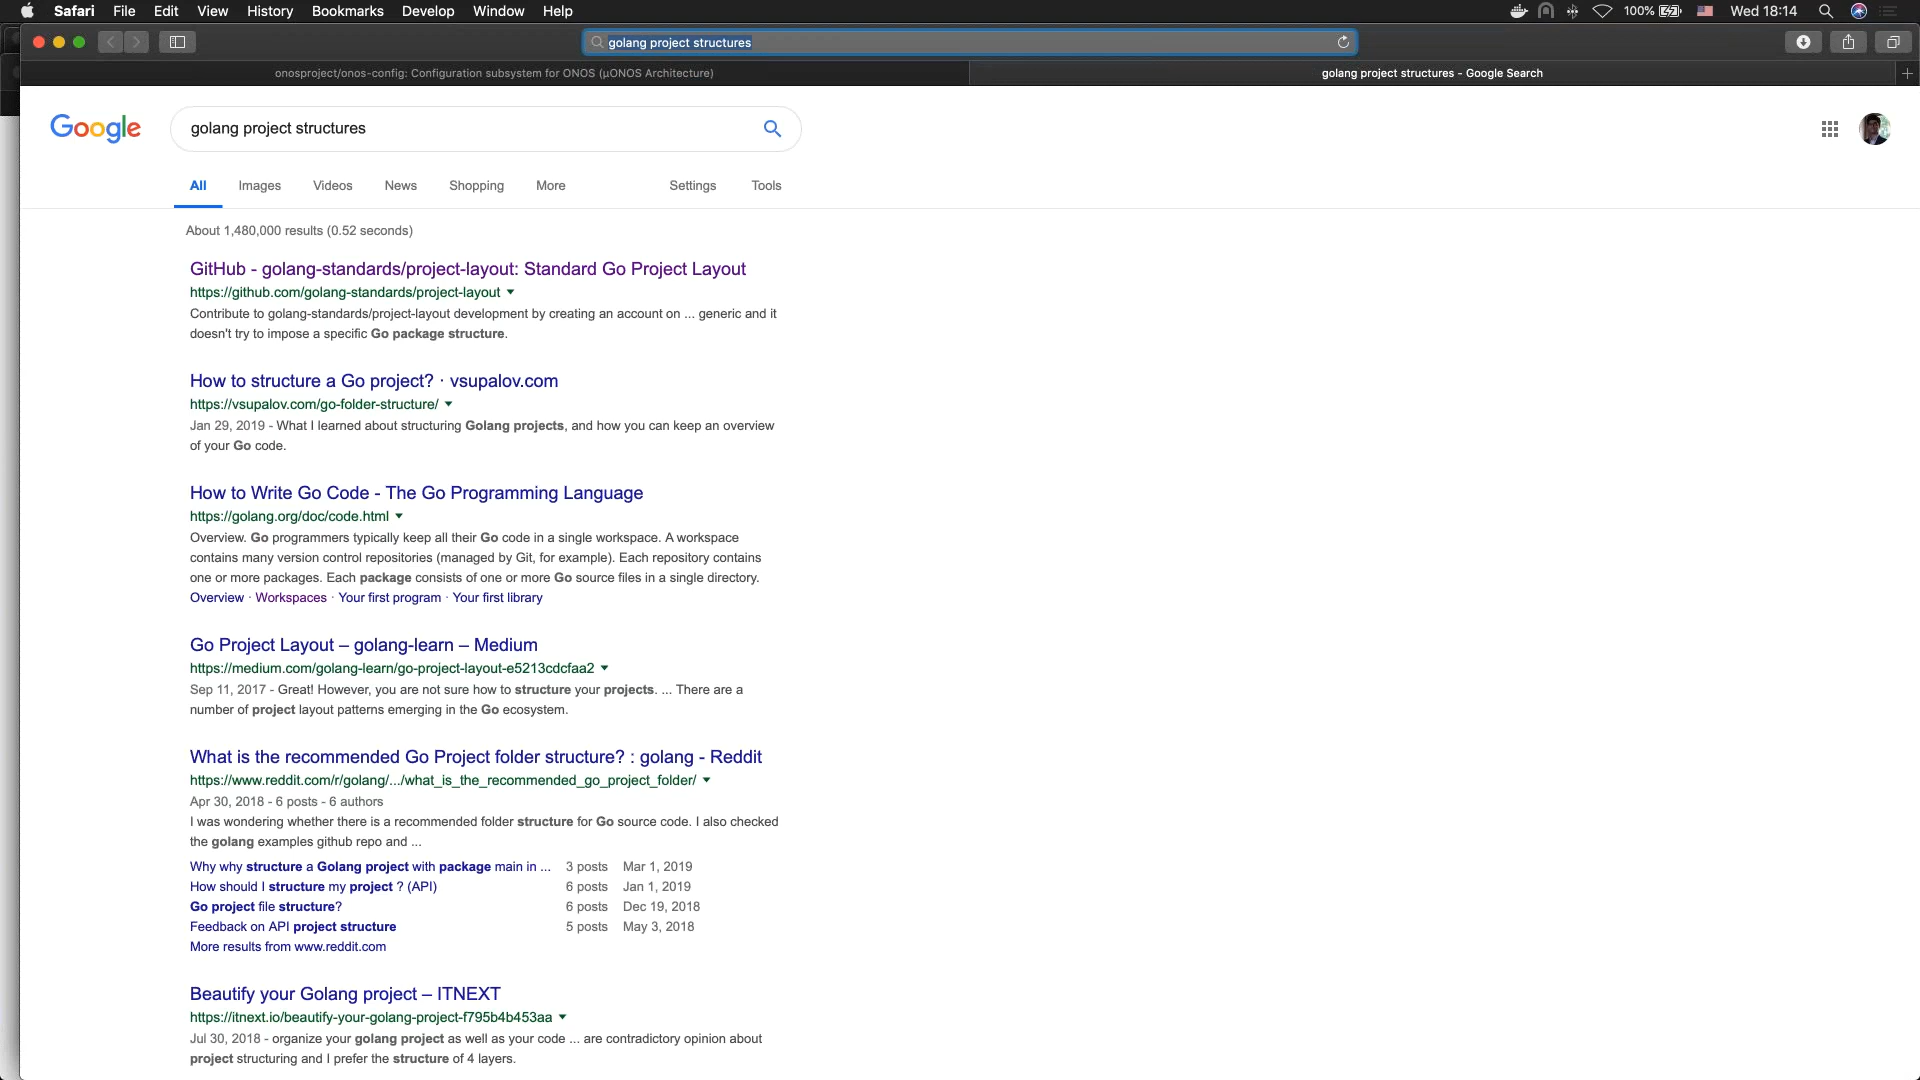 Safari File Edit View History Bookmarks Develop Window Help 100% Wed 18:14
golang project structures
onosproject/onos-config: Configuration subsystem for ONOS (µONOS Architecture) golang project structures - Google Search
Google golang project structures
All Images Videos News Shopping More Settings Tools
About 1,480,000 results (0.52 seconds)
GitHub - golang-standards/project-layout: Standard Go Project Layout
https://github.com/golang-standards/project-layout
Contribute to golang-standards/project-layout development by creating an account on ... generic and it
doesn't try to impose a specific Go package structure.
How to structure a Go project? · vsupalov.com
https://vsupalov.com/go-folder-structure/
Jan 29, 2019 - What I learned about structuring Golang projects, and how you can keep an overview
of your Go code.
How to Write Go Code - The Go Programming Language
https://golang.org/doc/code.html
Overview. Go programmers typically keep all their Go code in a single workspace. A workspace
contains many version control repositories (managed by Git, for example). Each repository contains
one or more packages. Each package consists of one or more Go source files in a single directory.
Overview · Workspaces · Your first program · Your first library
Go Project Layout – golang-learn – Medium
https://medium.com/golang-learn/go-project-layout-e5213cdcfaa2
Sep 11, 2017 - Great! However, you are not sure how to structure your projects. ... There are a
number of project layout patterns emerging in the Go ecosystem.
What is the recommended Go Project folder structure? : golang - Reddit
https://www.reddit.com/r/golang/.../what_is_the_recommended_go_project_folder/
Apr 30, 2018 - 6 posts - 6 authors
I was wondering whether there is a recommended folder structure for Go source code. I also checked
the golang examples github repo and ...
Why why structure a Golang project with package main in ... 3 posts Mar 1, 2019
How should I structure my project ? (API) 6 posts Jan 1, 2019
Go project file structure? 6 posts Dec 19, 2018
Feedback on API project structure 5 posts May 3, 2018
More results from www.reddit.com
Beautify your Golang project – ITNEXT
https://itnext.io/beautify-your-golang-project-f795b4b453aa
Jul 30, 2018 - organize your golang project as well as your code ... are contradictory opinion about
project structuring and I prefer the structure of 4 layers.